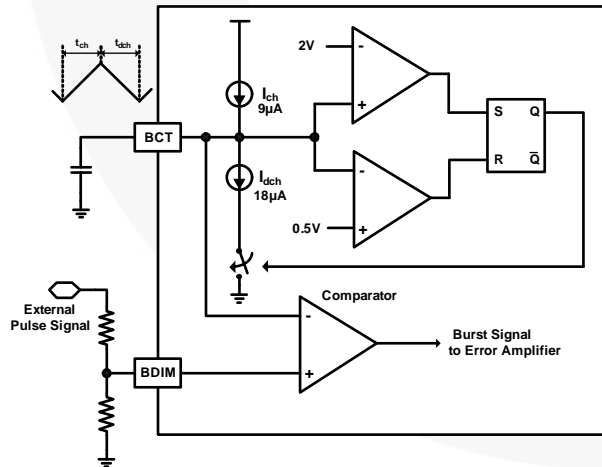 tch tdch
2V
-
+
Ich
9μA
BCT
Idch
18μA
-
+
0.5V
S Q
R Q̅
External
Pulse Signal
Comparator
-
+
Burst Signal
to Error Amplifier
BDIM